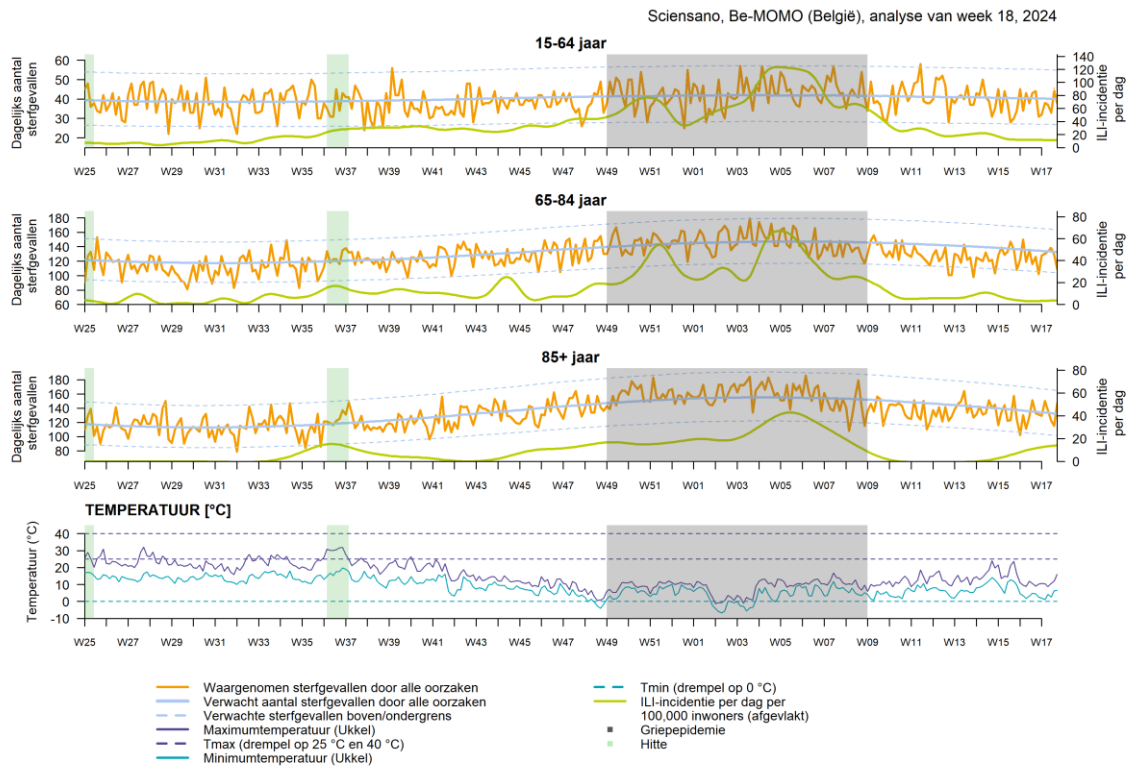 Sciensano, Be-MOMO (België), analyse van week 18, 2024
15-64 jaar
Dagelijks aantal
sterfgevallen
60
50
40
30
20
140
120
100
80
60
40
20
0
ILI-incidentie
per dag
W25 W27 W29 W31 W33 W35 W37 W39 W41 W43 W45 W47 W49 W51 W01 W03 W05 W07 W09 W11 W13 W15 W17
65-84 jaar
Dagelijks aantal
sterfgevallen
180
160
140
120
100
80
60
80
60
40
20
0
ILI-incidentie
per dag
W25 W27 W29 W31 W33 W35 W37 W39 W41 W43 W45 W47 W49 W51 W01 W03 W05 W07 W09 W11 W13 W15 W17
85+ jaar
Dagelijks aantal
sterfgevallen
180
160
140
120
100
80
80
60
40
20
0
ILI-incidentie
per dag
W25 W27 W29 W31 W33 W35 W37 W39 W41 W43 W45 W47 W49 W51 W01 W03 W05 W07 W09 W11 W13 W15 W17
TEMPERATUUR [°C]
Temperatuur (°C)
40
30
20
10
0
-10
W25 W27 W29 W31 W33 W35 W37 W39 W41 W43 W45 W47 W49 W51 W01 W03 W05 W07 W09 W11 W13 W15 W17
Waargenomen sterfgevallen door alle oorzaken
Verwacht aantal sterfgevallen door alle oorzaken
Verwachte sterfgevallen boven/ondergrens
Maximumtemperatuur (Ukkel)
Tmax (drempel op 25 °C en 40 °C)
Minimumtemperatuur (Ukkel)
Tmin (drempel op 0 °C)
ILI-incidentie per dag per
100,000 inwoners (afgevlakt)
Griepepidemie
Hitte